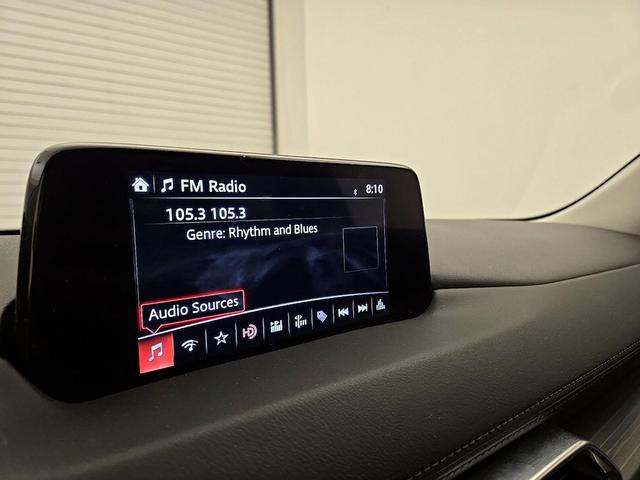 FM Radio
8:10
105.3 105.3
Genre: Rhythm and Blues
Audio Sources